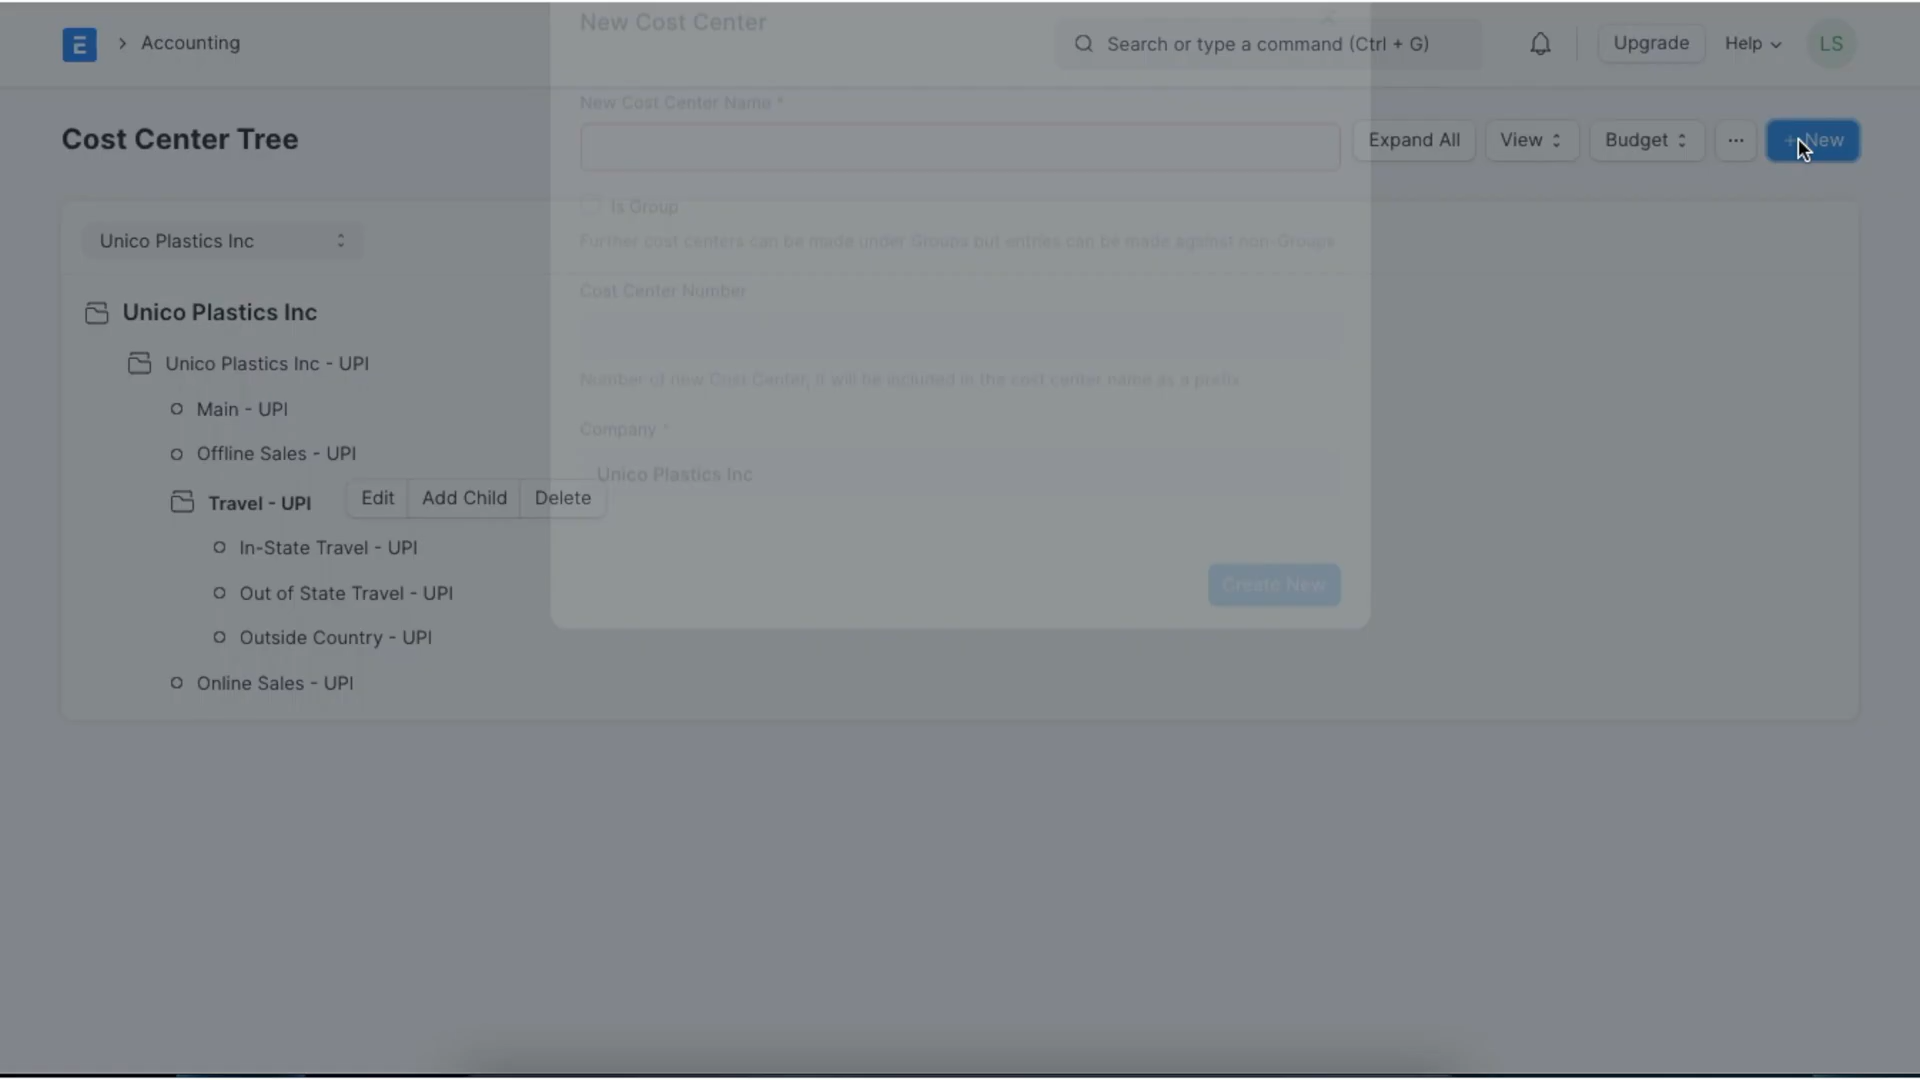 New Cost Center
E
Accounting
Search or type a command (Ctrl + G)
Upgrade
Help
LS
Cost Center Tree
New Cost Center Name *
Expand All
View
Budget
...
+ New
Is Group
Unico Plastics Inc
Further cost centers can be made under Groups but entries can be made against non-Groups
Cost Center Number
Unico Plastics Inc
Unico Plastics Inc - UPI
Number of new Cost Center, it will be included in the cost center name as a prefix
Main - UPI
Company *
Offline Sales - UPI
Unico Plastics Inc
Travel - UPI
Edit
Add Child
Delete
In-State Travel - UPI
Out of State Travel - UPI
Create New
Outside Country - UPI
Online Sales - UPI